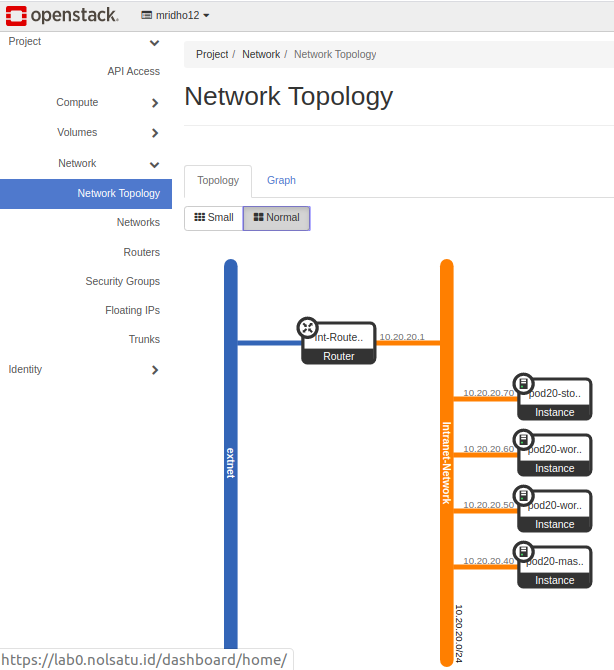 openstack. mridho12
Project
API Access
Compute
Volumes
Network
Network Topology
Networks
Routers
Security Groups
Floating IPs
Trunks
Identity
Project / Network / Network Topology
Network Topology
Topology Graph
Small Normal
extnet
Int-Route..
Router
10.20.20.1
Intranet-Network
10.20.20.0/24
10.20.20.70 pod20-sto..
Instance
10.20.20.60 pod20-wor..
Instance
10.20.20.50 pod20-wor..
Instance
10.20.20.40 pod20-mas..
Instance
https://lab0.nolsatu.id/dashboard/home/